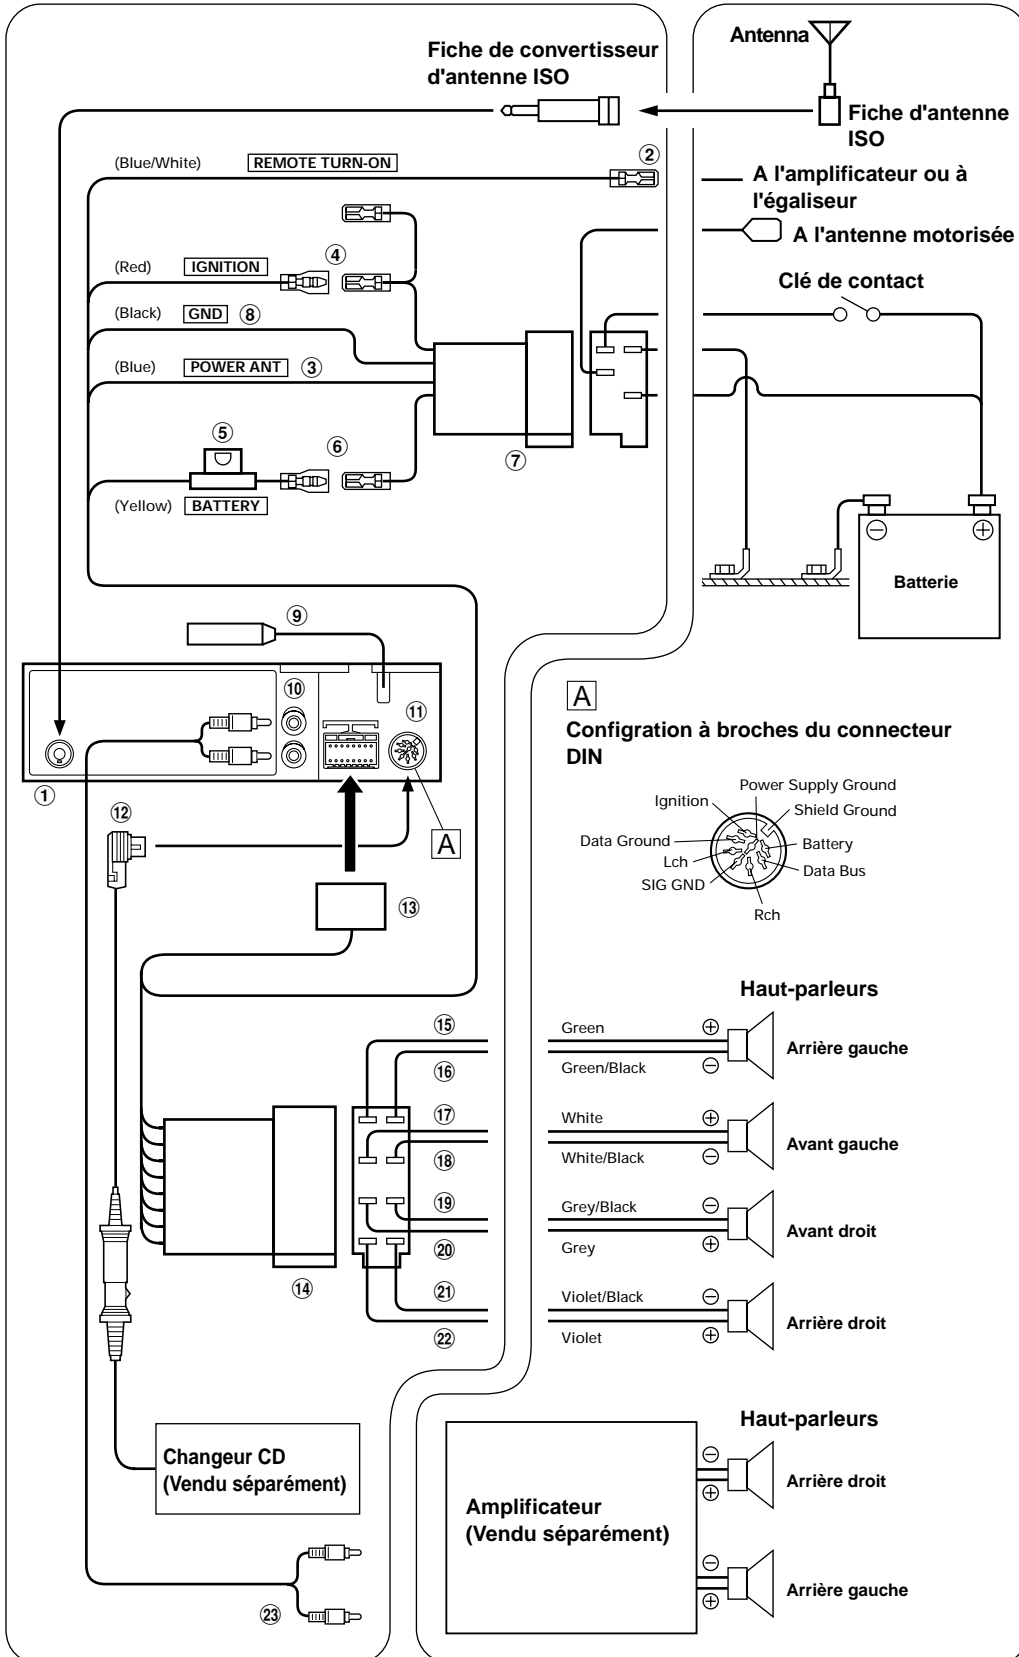 Antenna
Fiche de convertisseur
d'antenne ISO
Fiche d'antenne
ISO
(Blue/White) REMOTE TURN-ON ②
A l'amplificateur ou à
l'égaliseur
A l'antenne motorisée
(Red) IGNITION ④
Clé de contact
(Black) GND ⑧
(Blue) POWER ANT ③
⑤ ⑥ ⑦
(Yellow) BATTERY
Batterie
⑨
⑩ ⑪
①
⑫
A
⑬
A
Configration à broches du connecteur
DIN
Power Supply Ground
Ignition
Shield Ground
Data Ground
Battery
Lch
Data Bus
SIG GND
Rch
Haut-parleurs
⑮ Green ⊕
Arrière gauche
⑯ Green/Black ⊖
⑰ White ⊕
Avant gauche
⑱ White/Black ⊖
⑲ Grey/Black ⊖
Avant droit
⑳ Grey ⊕
⑭
㉑ Violet/Black ⊖
Arrière droit
㉒ Violet ⊕
Changeur CD
(Vendu séparément)
㉓
Haut-parleurs
Amplificateur
(Vendu séparément)
⊖
Arrière droit
⊕
⊖
Arrière gauche
⊕